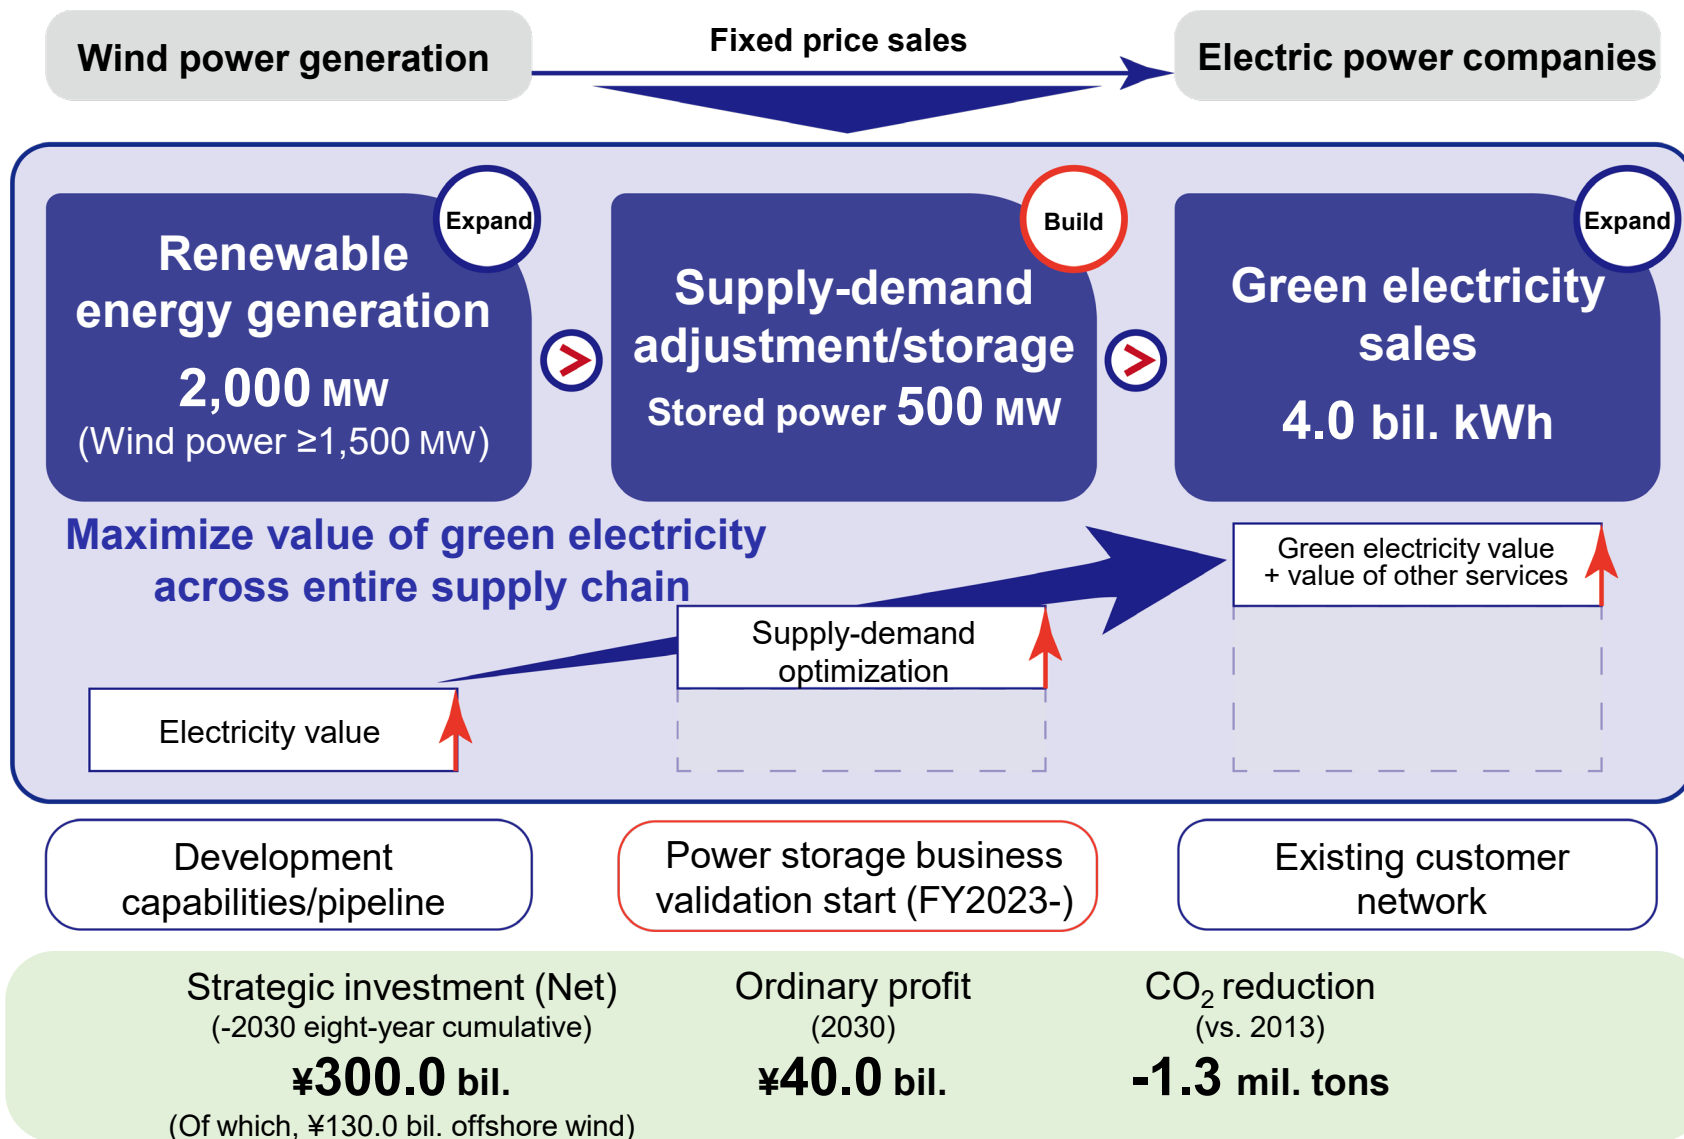 Wind power generation
Fixed price sales
Electric power companies
Expand
Renewable
energy generation
2,000 MW
(Wind power ≥1,500 MW)
Build
Supply-demand
adjustment/storage
Stored power 500 MW
Expand
Green electricity
sales
4.0 bil. kWh
Maximize value of green electricity
across entire supply chain
Electricity value
Supply-demand
optimization
Green electricity value
+ value of other services
Development
capabilities/pipeline
Power storage business
validation start (FY2023-)
Existing customer
network
Strategic investment (Net)
(-2030 eight-year cumulative)
¥300.0 bil.
(Of which, ¥130.0 bil. offshore wind)
Ordinary profit
(2030)
¥40.0 bil.
CO₂ reduction
(vs. 2013)
-1.3 mil. tons